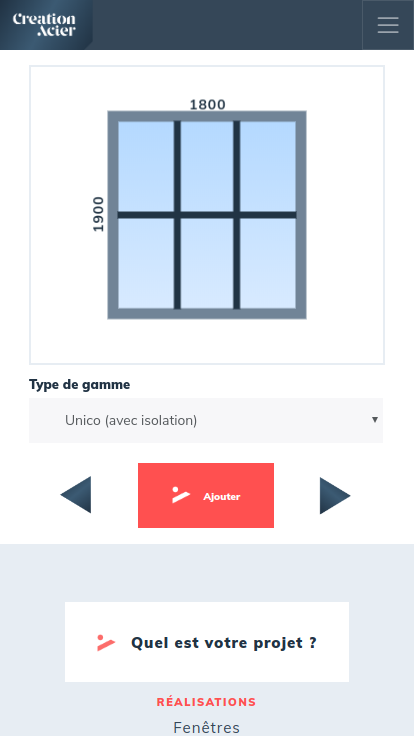 Creation
Acier
1800
1900
Type de gamme
Unico (avec isolation)
Ajouter
Quel est votre projet ?
RÉALISATIONS
Fenêtres